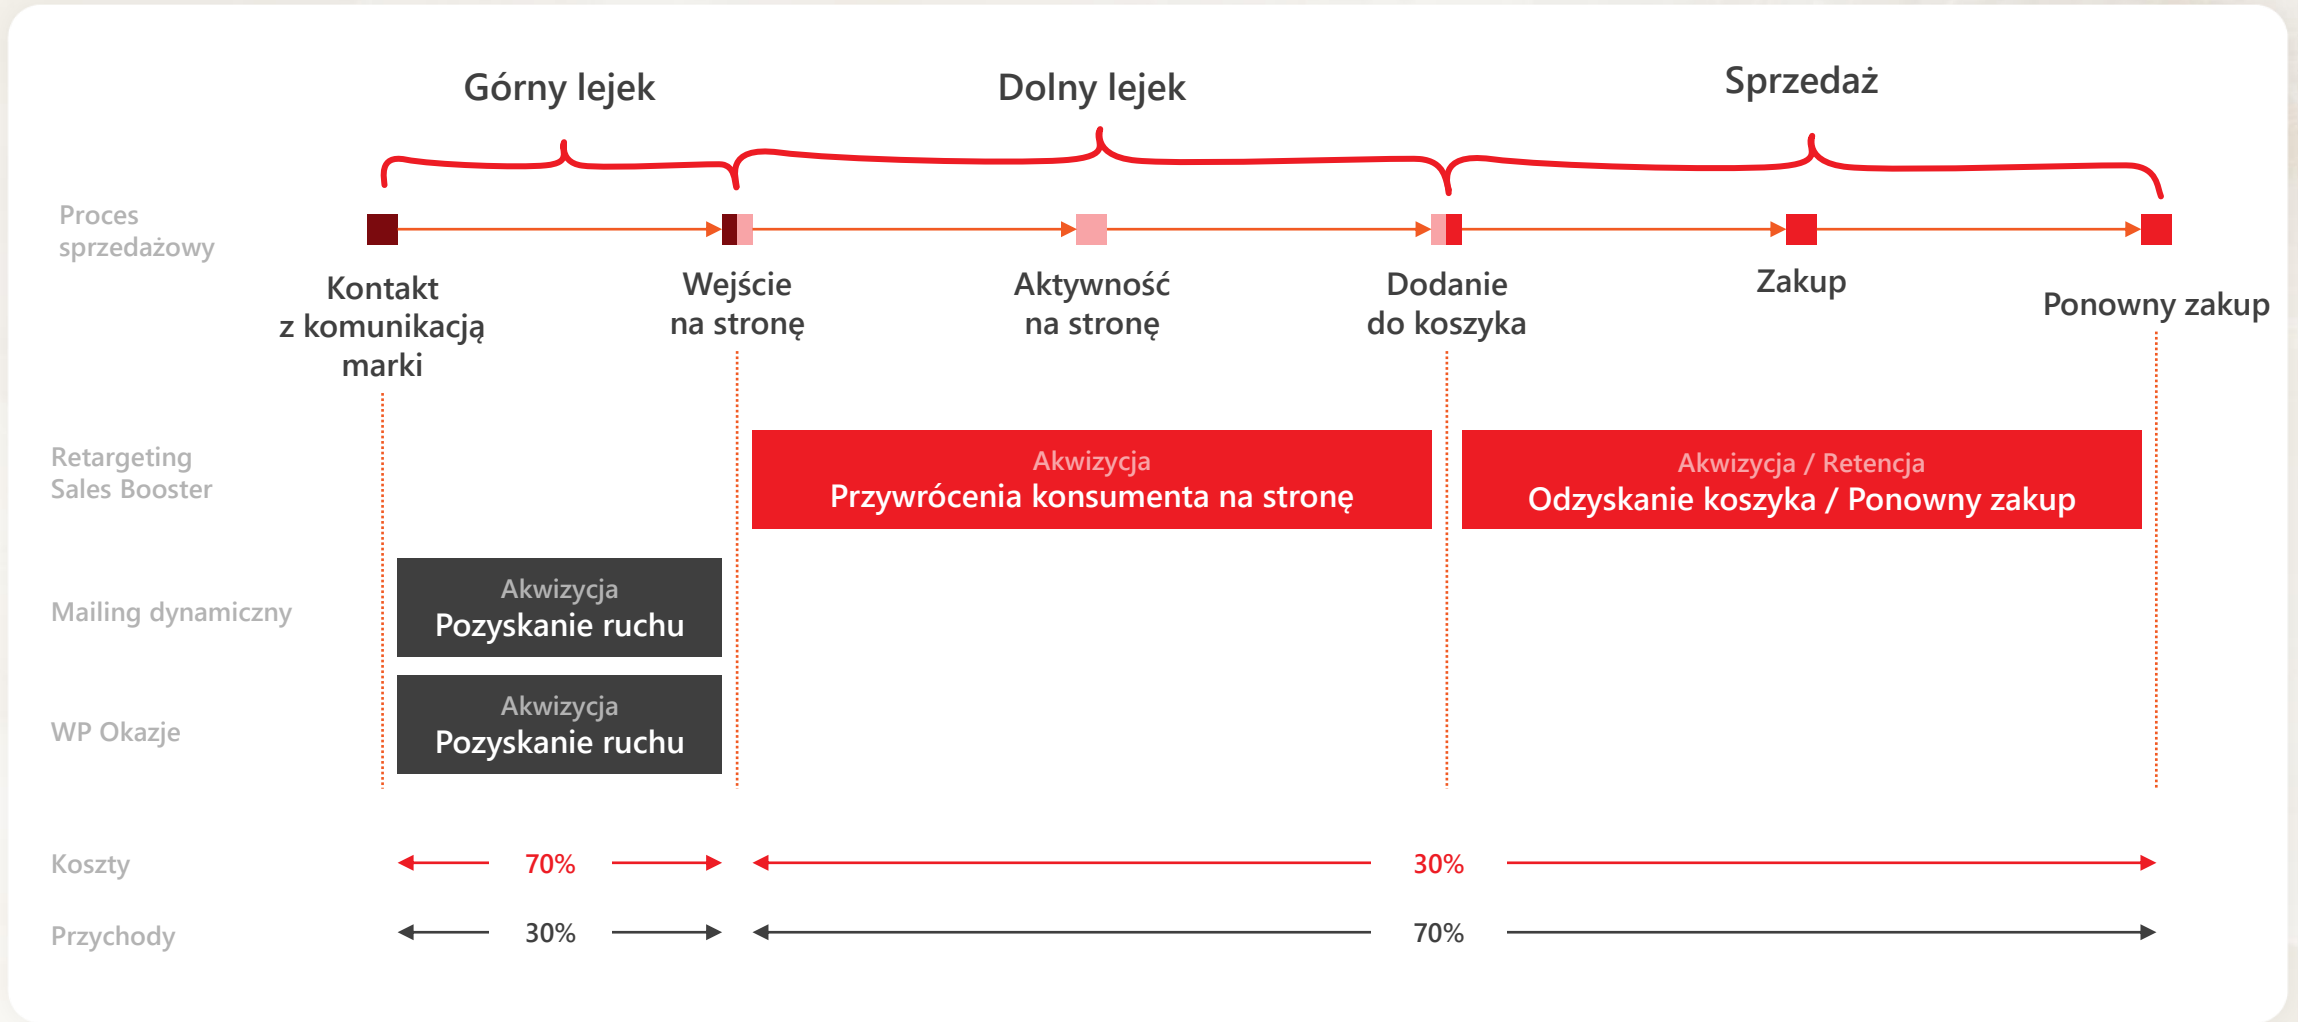 Górny lejek
Dolny lejek
Sprzedaż
Proces
sprzedażowy
Kontakt
z komunikacją
marki
Wejście
na stronę
Aktywność
na stronę
Dodanie
do koszyka
Zakup
Ponowny zakup
Retargeting
Sales Booster
Akwizycja
Przywrócenia konsumenta na stronę
Akwizycja / Retencja
Odzyskanie koszyka / Ponowny zakup
Mailing dynamiczny
Akwizycja
Pozyskanie ruchu
WP Okazje
Akwizycja
Pozyskanie ruchu
Koszty
70%
30%
Przychody
30%
70%